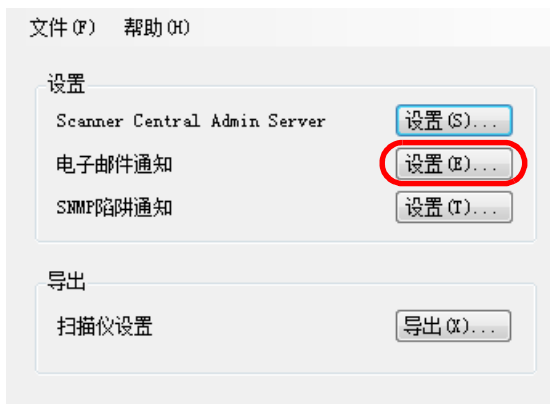 文件(F) 帮助(H)
设置
Scanner Central Admin Server 设置(S)...
电子邮件通知 设置(E)...
SNMP陷阱通知 设置(T)...
导出
扫描仪设置 导出(X)...